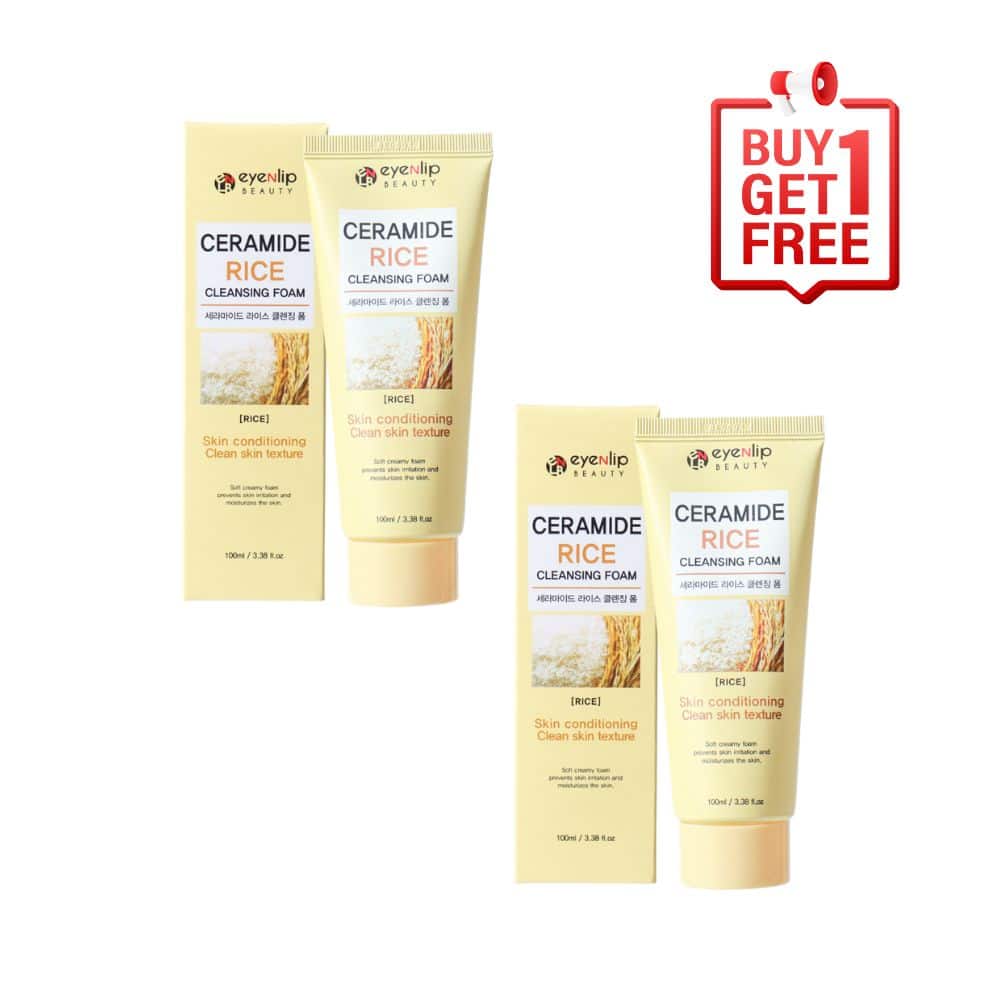 BUY 1
GET
FREE
eyeNlip
BEAUTY
CERAMIDE
RICE
CLEANSING FOAM
세라마이드 라이스 클렌징 폼
[RICE]
Skin conditioning
Clean skin texture
Soft creamy foam
prevents skin irritation and
moisturizes the skin.
100ml / 3.38 fl.oz
eyeNlip
BEAUTY
CERAMIDE
RICE
CLEANSING FOAM
세라마이드 라이스 클렌징 폼
[RICE]
Skin conditioning
Clean skin texture
Soft creamy foam
prevents skin irritation and
moisturizes the skin.
100ml / 3.38 fl.oz
eyeNlip
BEAUTY
CERAMIDE
RICE
CLEANSING FOAM
세라마이드 라이스 클렌징 폼
[RICE]
Skin conditioning
Clean skin texture
Soft creamy foam
prevents skin irritation and
moisturizes the skin.
100ml / 3.38 fl.oz
eyeNlip
BEAUTY
CERAMIDE
RICE
CLEANSING FOAM
세라마이드 라이스 클렌징 폼
[RICE]
Skin conditioning
Clean skin texture
Soft creamy foam
prevents skin irritation and
moisturizes the skin.
100ml / 3.38 fl.oz